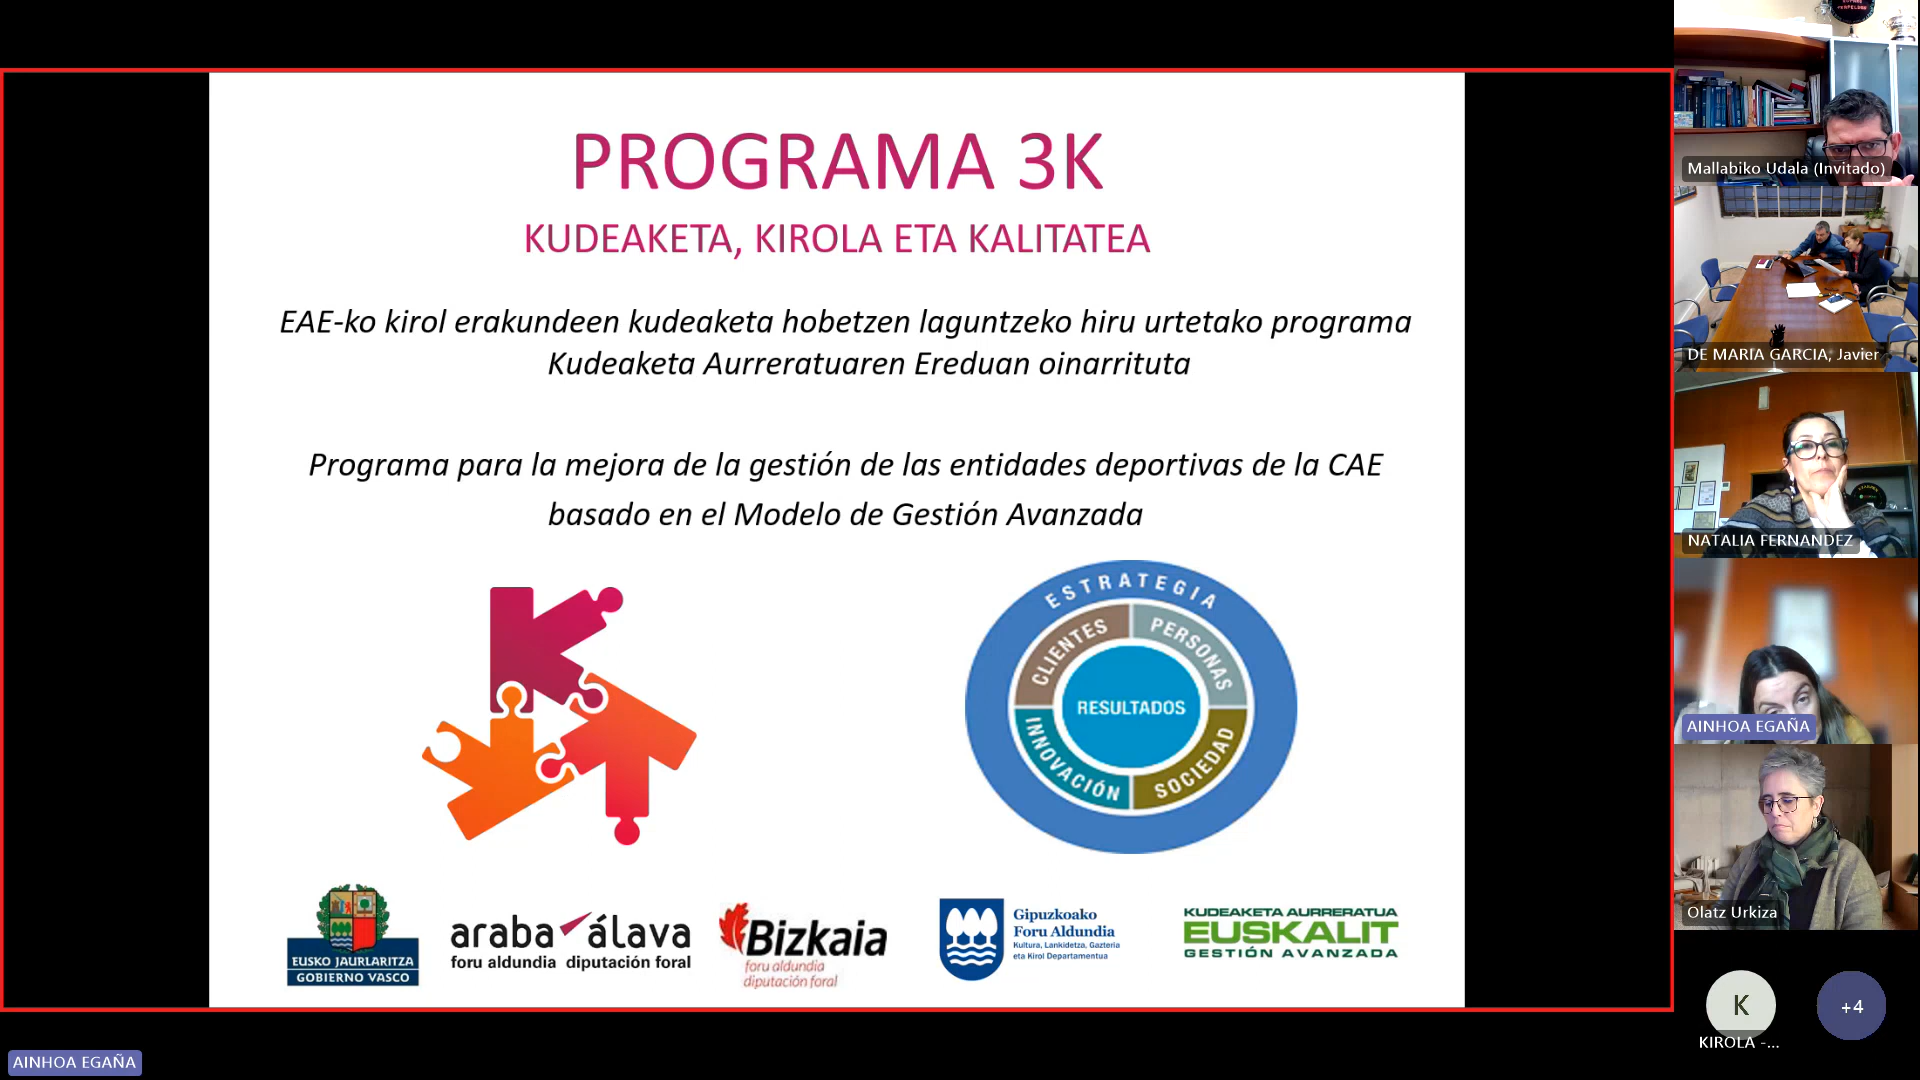 PROGRAMA 3K
KUDEAKETA, KIROLA ETA KALITATEA
EAE-ko kirol erakundeen kudeaketa hobetzen laguntzeko hiru urtetako programa
Kudeaketa Aurreratuaren Ereduan oinarrituta
Programa para la mejora de la gestión de las entidades deportivas de la CAE
basado en el Modelo de Gestión Avanzada
ESTRATEGIA
CLIENTES
PERSONAS
RESULTADOS
INNOVACIÓN
SOCIEDAD
EUSKO JAURLARITZA
GOBIERNO VASCO
araba álava
foru aldundia diputación foral
Bizkaia
foru aldundia
diputación foral
Gipuzkoako
Foru Aldundia
Kultura, Lankidetza, Gazteria
eta Kirol Departamentua
KUDEAKETA AURRERATUA
EUSKALIT
GESTIÓN AVANZADA
Mallabiko Udala (Invitado)
DE MARÍA GARCIA, Javier
NATALIA FERNANDEZ
AINHOA EGAÑA
Olatz Urkiza
K
+4
KIROLA -...
AINHOA EGAÑA